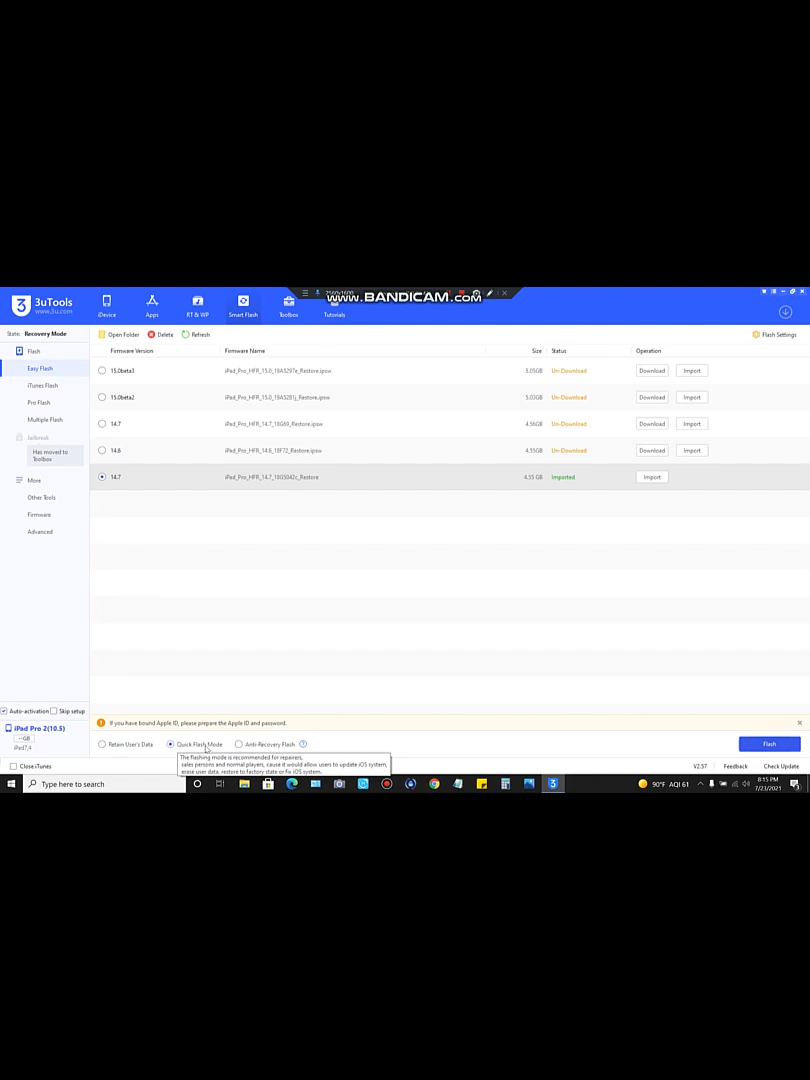 2560x1600
www.BANDICAM.com
3 3uTools
www.3u.com
iDevice
Apps
RT & WP
Smart Flash
Toolbox
Tutorials
State: Recovery Mode
Flash
Easy Flash
iTunes Flash
Pro Flash
Multiple Flash
Jailbreak
Has moved to
Toolbox
More
Other Tools
Firmware
Advanced
Open Folder Delete Refresh Flash Settings
Firmware Version Firmware Name Size Status Operation
15.0beta3 iPad_Pro_HFR_15.0_19A5297e_Restore.ipsw 5.05GB Un-Download Download Import
15.0beta2 iPad_Pro_HFR_15.0_19A5281j_Restore.ipsw 5.03GB Un-Download Download Import
14.7 iPad_Pro_HFR_14.7_18G69_Restore.ipsw 4.56GB Un-Download Download Import
14.6 iPad_Pro_HFR_14.6_18F72_Restore.ipsw 4.55GB Un-Download Download Import
14.7 iPad_Pro_HFR_14.7_18G5042c_Restore 4.55 GB Imported Import
Auto-activation Skip setup
iPad Pro 2(10.5)
--GB
iPad7,4
If you have bound Apple ID, please prepare the Apple ID and password.
Retain User's Data Quick Flash Mode Anti-Recovery Flash Flash
The flashing mode is recommended for repairers,
sales persons and normal players, cause it would allow users to update iOS system,
erase user data, restore to factory state or fix iOS system.
Close iTunes V2.57 Feedback Check Update
Type here to search
90°F AQI 61
8:15 PM
7/23/2021